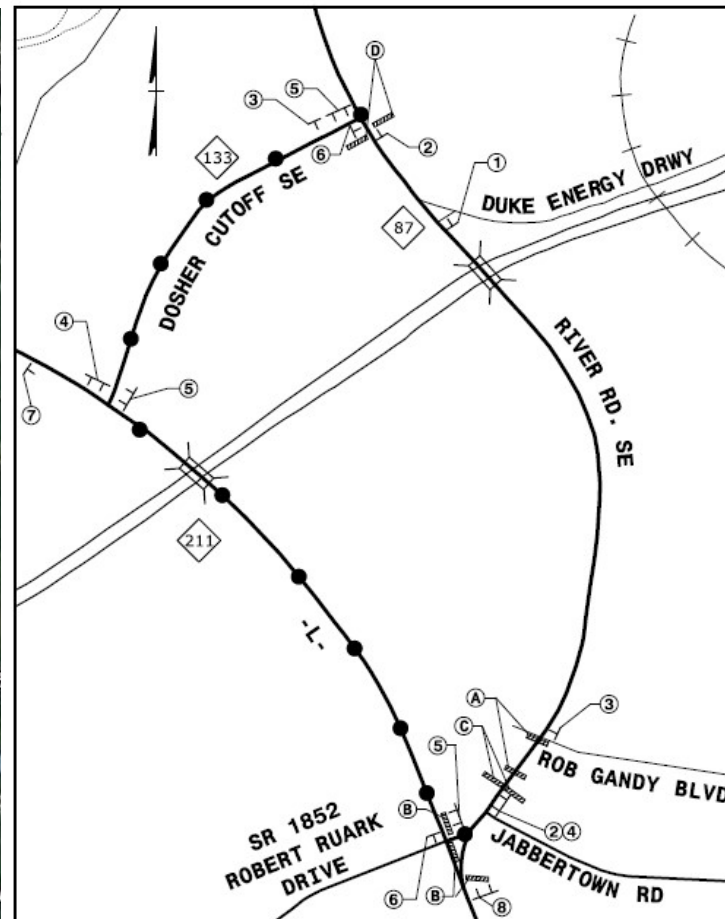 D
5
3
6
2
1
133
DUKE ENERGY DRWY
87
DOSHER CUTOFF SE
4
5
7
RIVER RD. SE
211
-L-
A
3
C
5
ROB GANDY BLVD
B
SR 1852
ROBERT RUARK
DRIVE
2 4
JABBERTOWN RD
6
B
8